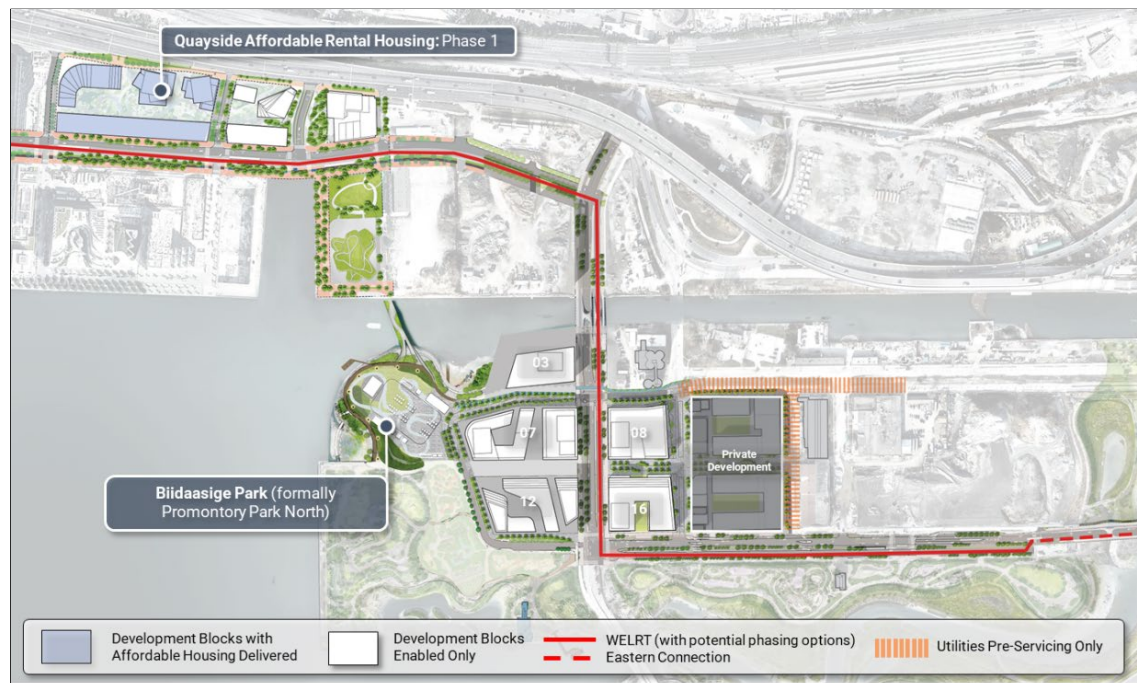 Quayside Affordable Rental Housing: Phase 1
03
07
08
Private
Development
12
16
Biidaasige Park (formally
Promontory Park North)
Development Blocks with
Affordable Housing Delivered
Development Blocks
Enabled Only
WELRT (with potential phasing options)
Eastern Connection
Utilities Pre-Servicing Only